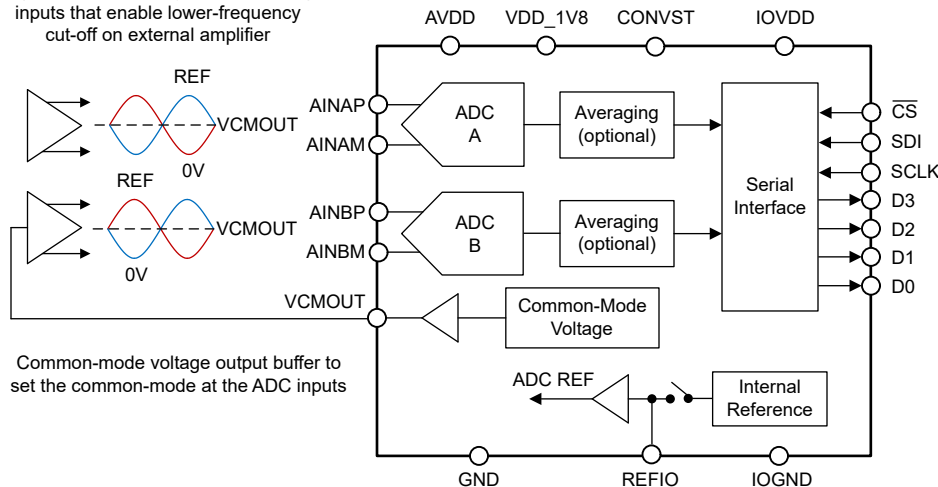 inputs that enable lower-frequency
cut-off on external amplifier
AVDD
VDD_1V8
CONVST
IOVDD
REF
VCMOUT
0V
AINAP
AINAM
ADC
A
Averaging
(optional)
REF
VCMOUT
0V
AINBP
AINBM
ADC
B
Averaging
(optional)
Serial
Interface
CS
SDI
SCLK
D3
D2
D1
D0
VCMOUT
Common-Mode
Voltage
Common-mode voltage output buffer to
set the common-mode at the ADC inputs
ADC REF
Internal
Reference
GND
REFIO
IOGND